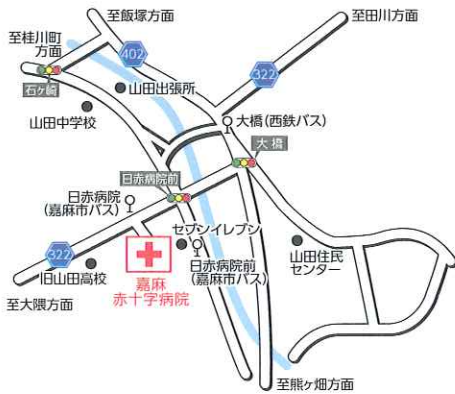 至飯塚方面
至田川方面
至桂川町
方面
402
322
石ヶ崎
山田出張所
山田中学校
大橋(西鉄バス)
大橋
日赤病院前
日赤病院
(嘉麻市バス)
セブンイレブン
322
旧山田高校
嘉麻
赤十字病院
日赤病院前
(嘉麻市バス)
山田住民
センター
至大隈方面
至熊ヶ畑方面